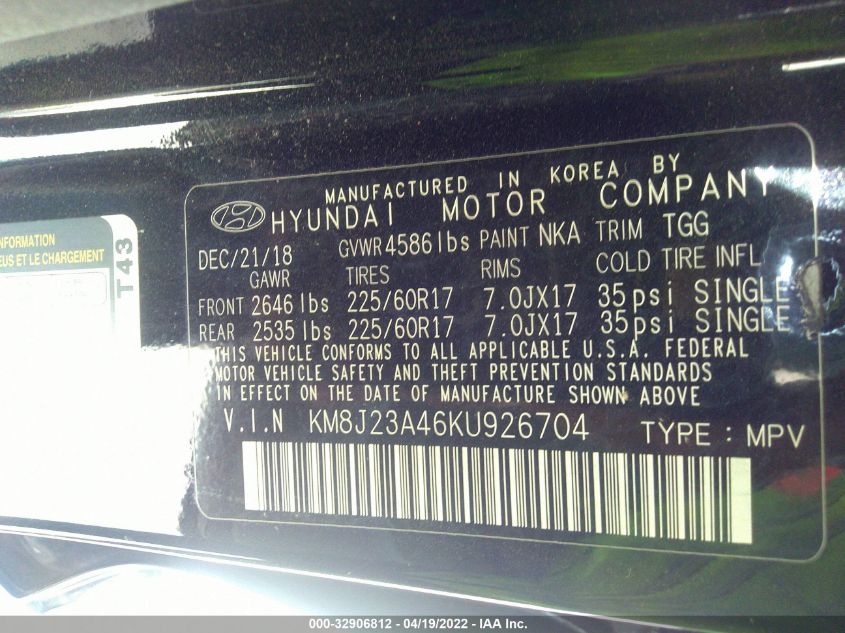 MANUFACTURED IN KOREA BY
HYUNDAI MOTOR COMPANY
DEC/21/18 GVWR 4586 lbs PAINT NKA TRIM TGG
GAWR TIRES RIMS COLD TIRE INFL
FRONT 2646 lbs 225/60R17 7.0JX17 35psi SINGLE
REAR 2535 lbs 225/60R17 7.0JX17 35psi SINGLE
THIS VEHICLE CONFORMS TO ALL APPLICABLE U.S.A. FEDERAL
MOTOR VEHICLE SAFETY AND THEFT PREVENTION STANDARDS
IN EFFECT ON THE DATE OF MANUFACTURE SHOWN ABOVE.
V.I.N KM8J23A46KU926704 TYPE : MPV
NFORMATION
EUS ET LE CHARGEMENT
T43
000-32906812 - 04/19/2022 - IAA Inc.